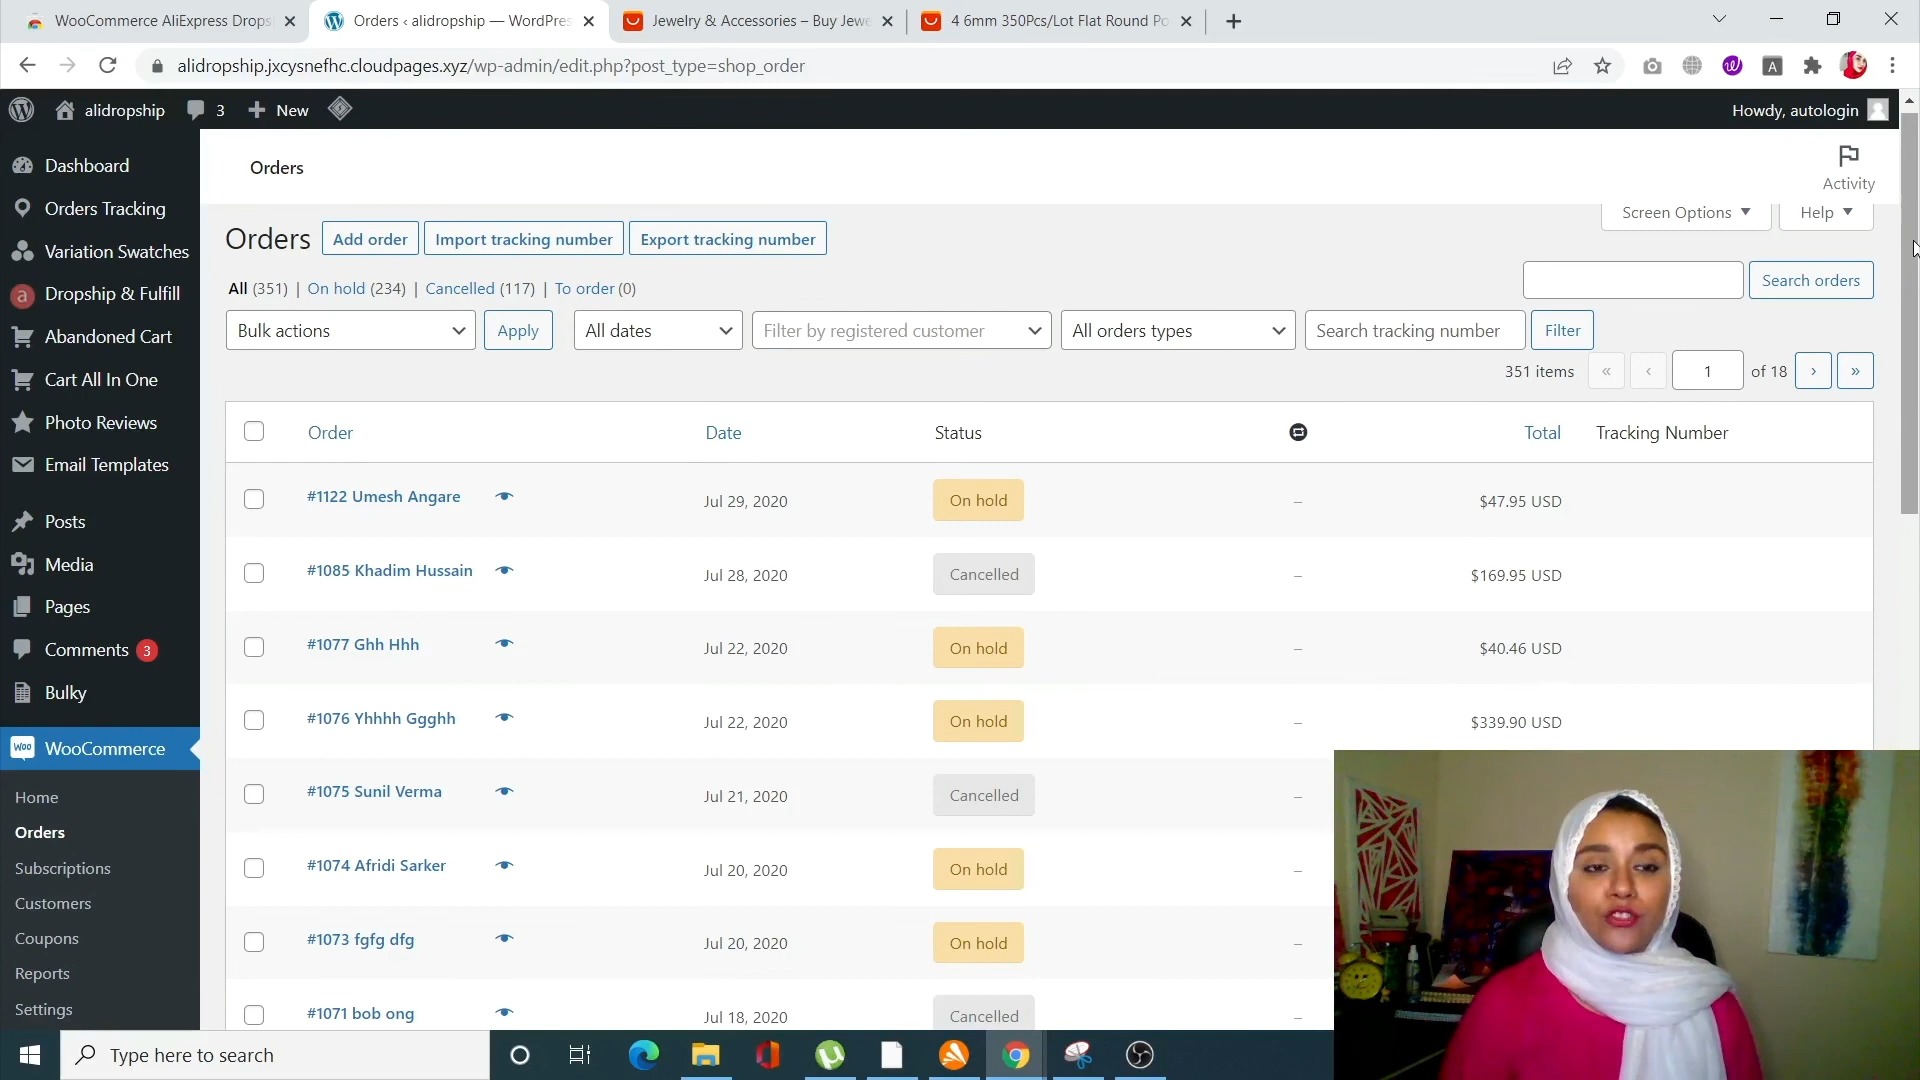 WooCommerce AliExpress Drops
Orders ‹ alidropship — WordPres
Jewelry & Accessories – Buy Jewe
4 6mm 350Pcs/Lot Flat Round Po
alidropship.jxcysnefhc.cloudpages.xyz/wp-admin/edit.php?post_type=shop_order
alidropship 3 New
Howdy, autologin
Dashboard
Orders Tracking
Variation Swatches
Dropship & Fulfill
Abandoned Cart
Cart All In One
Photo Reviews
Email Templates
Posts
Media
Pages
Comments 3
Bulky
WooCommerce
Home
Orders
Subscriptions
Customers
Coupons
Reports
Settings
Orders
Activity
Screen Options Help
Orders Add order Import tracking number Export tracking number
Search orders
All (351) | On hold (234) | Cancelled (117) | To order (0)
Bulk actions Apply All dates Filter by registered customer All orders types Search tracking number Filter
351 items « ‹ 1 of 18 › »
Order Date Status Total Tracking Number
#1122 Umesh Angare Jul 29, 2020 On hold – $47.95 USD
#1085 Khadim Hussain Jul 28, 2020 Cancelled – $169.95 USD
#1077 Ghh Hhh Jul 22, 2020 On hold – $40.46 USD
#1076 Yhhhh Ggghh Jul 22, 2020 On hold – $339.90 USD
#1075 Sunil Verma Jul 21, 2020 Cancelled –
#1074 Afridi Sarker Jul 20, 2020 On hold –
#1073 fgfg dfg Jul 20, 2020 On hold –
#1071 bob ong Jul 18, 2020 Cancelled –
Type here to search